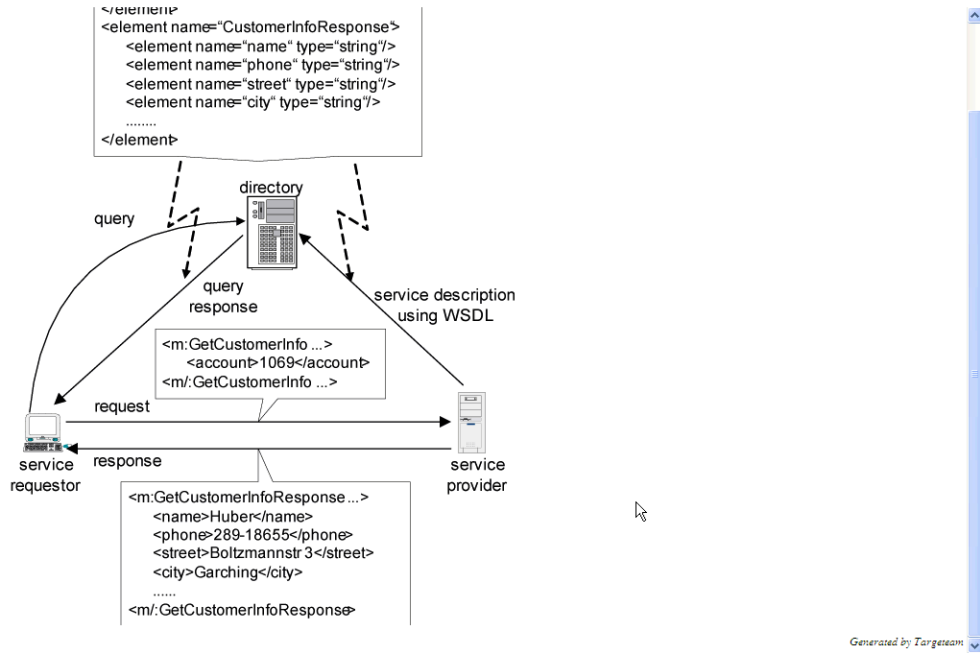 </element>
<element name="CustomerInfoResponse">
<element name="name" type="string"/>
<element name="phone" type="string"/>
<element name="street" type="string"/>
<element name="city" type="string"/>
........
</element>
directory
query
query
response
service description
using WSDL
<m:GetCustomerInfo ...>
<account>1069</account>
<m/:GetCustomerInfo ...>
request
response
service
requestor
service
provider
<m:GetCustomerInfoResponse ...>
<name>Huber</name>
<phone>289-18655</phone>
<street>Boltzmannstr 3</street>
<city>Garching</city>
......
<m/:GetCustomerInfoResponse>
Generated by Targeteam